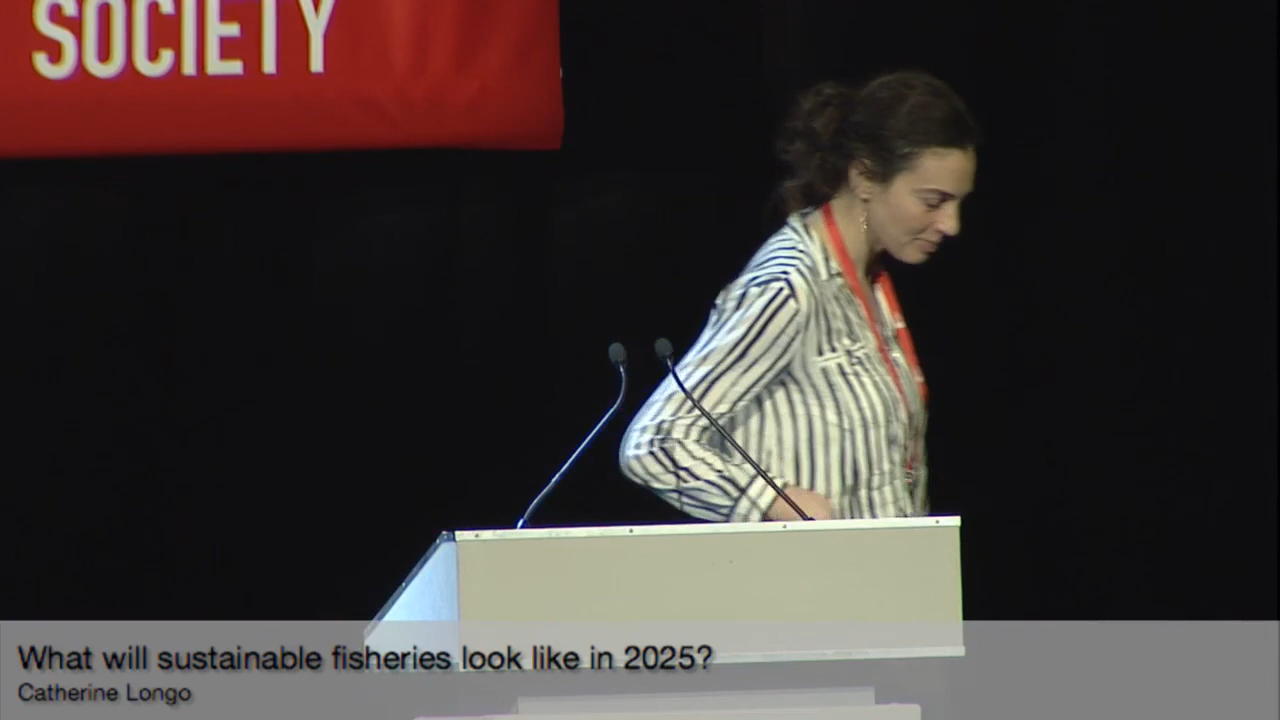 SOCIETY
What will sustainable fisheries look like in 2025?
Catherine Longo